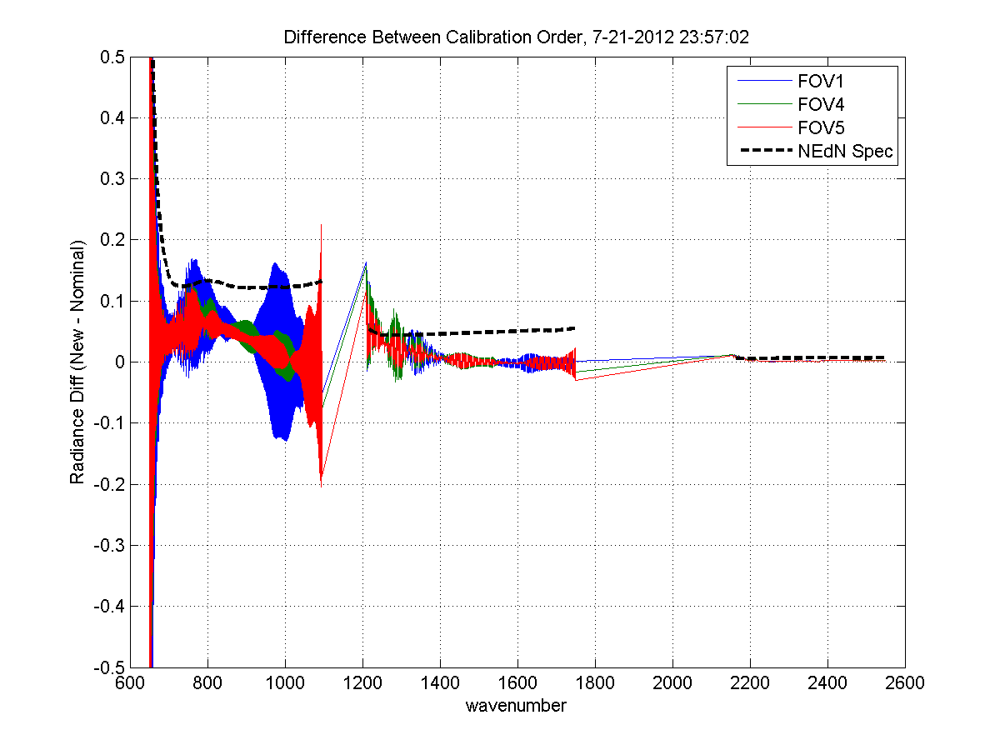 Difference Between Calibration Order, 7-21-2012 23:57:02
FOV1
FOV4
FOV5
NEdN Spec
Radiance Diff (New - Nominal)
0.5
0.4
0.3
0.2
0.1
0
-0.1
-0.2
-0.3
-0.4
-0.5
600 800 1000 1200 1400 1600 1800 2000 2200 2400 2600
wavenumber